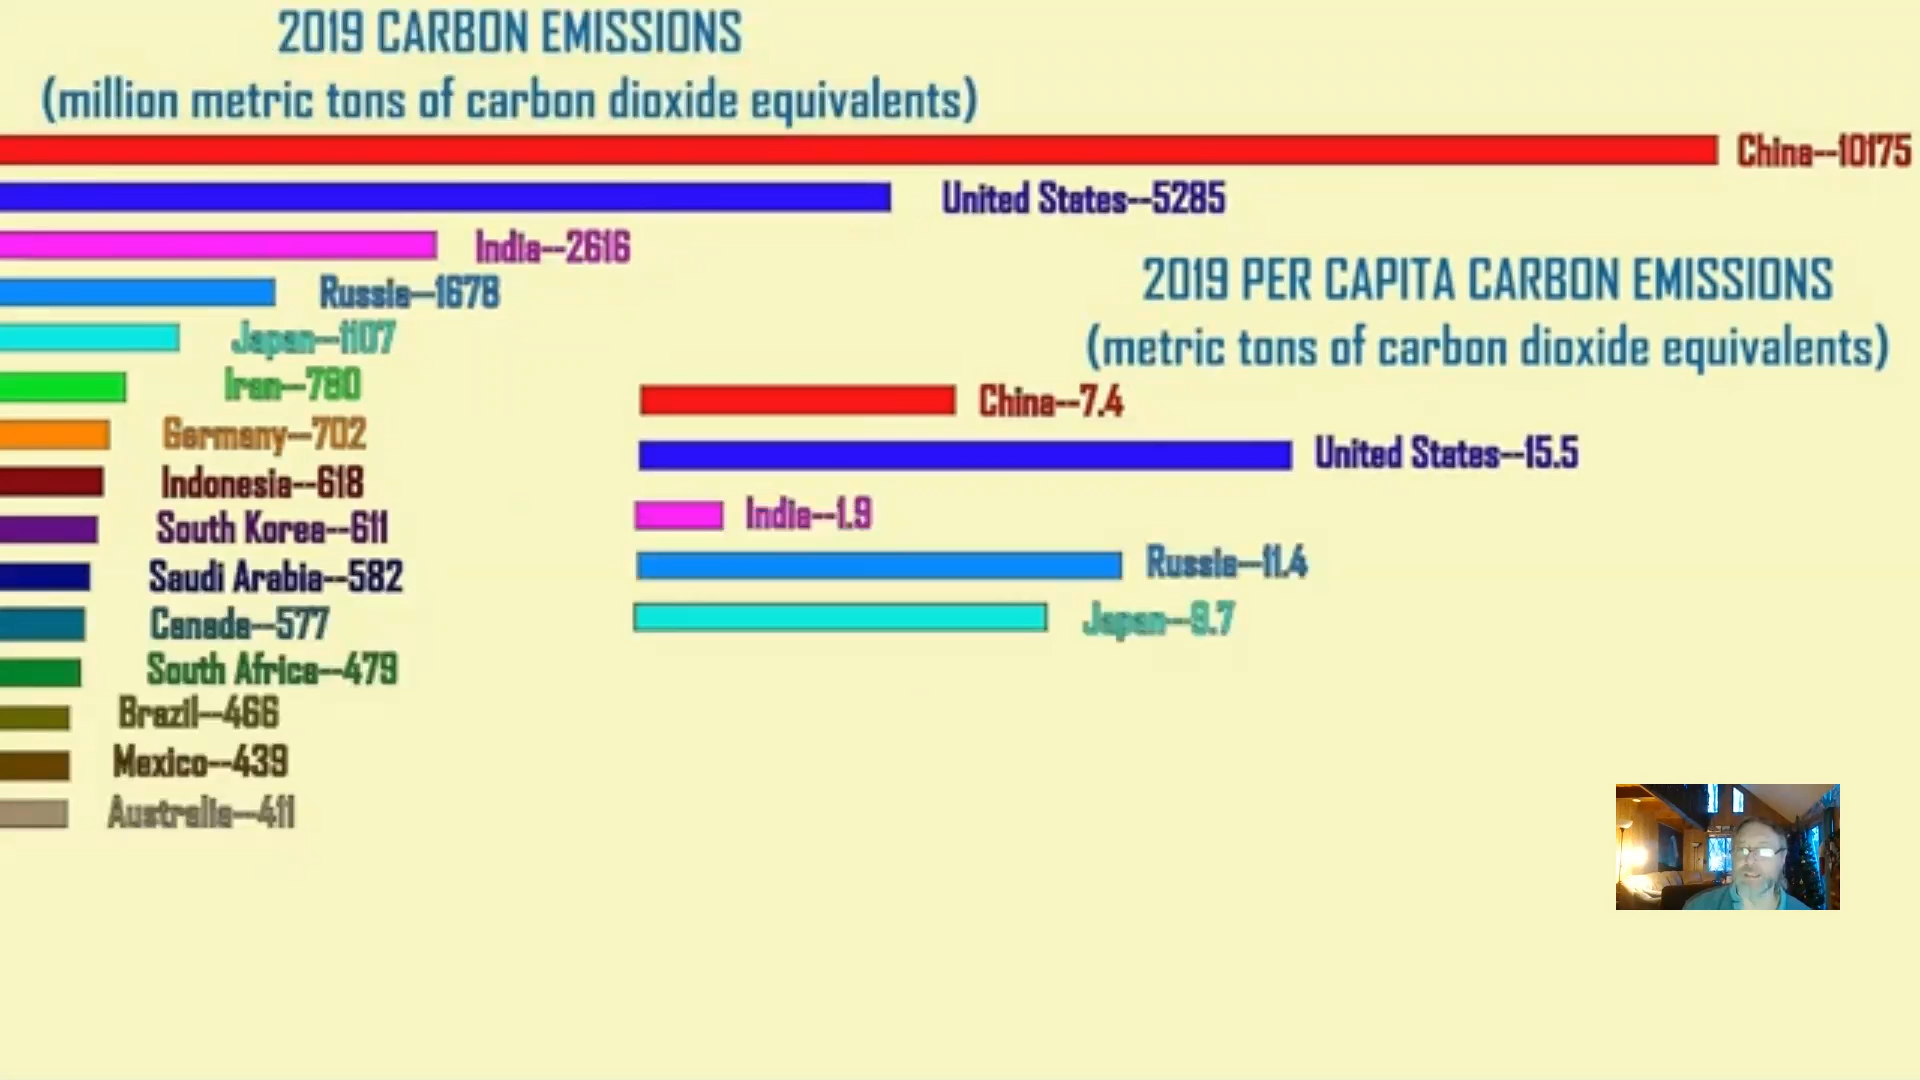 2019 CARBON EMISSIONS
(million metric tons of carbon dioxide equivalents)
China--10175
United States--5285
India--2616
Russia--1678
Japan--1107
Iran--780
Germany--702
Indonesia--618
South Korea--611
Saudi Arabia--582
Canada--577
South Africa--479
Brazil--466
Mexico--439
Australia--411
2019 PER CAPITA CARBON EMISSIONS
(metric tons of carbon dioxide equivalents)
China--7.4
United States--15.5
India--1.9
Russia--11.4
Japan--9.7